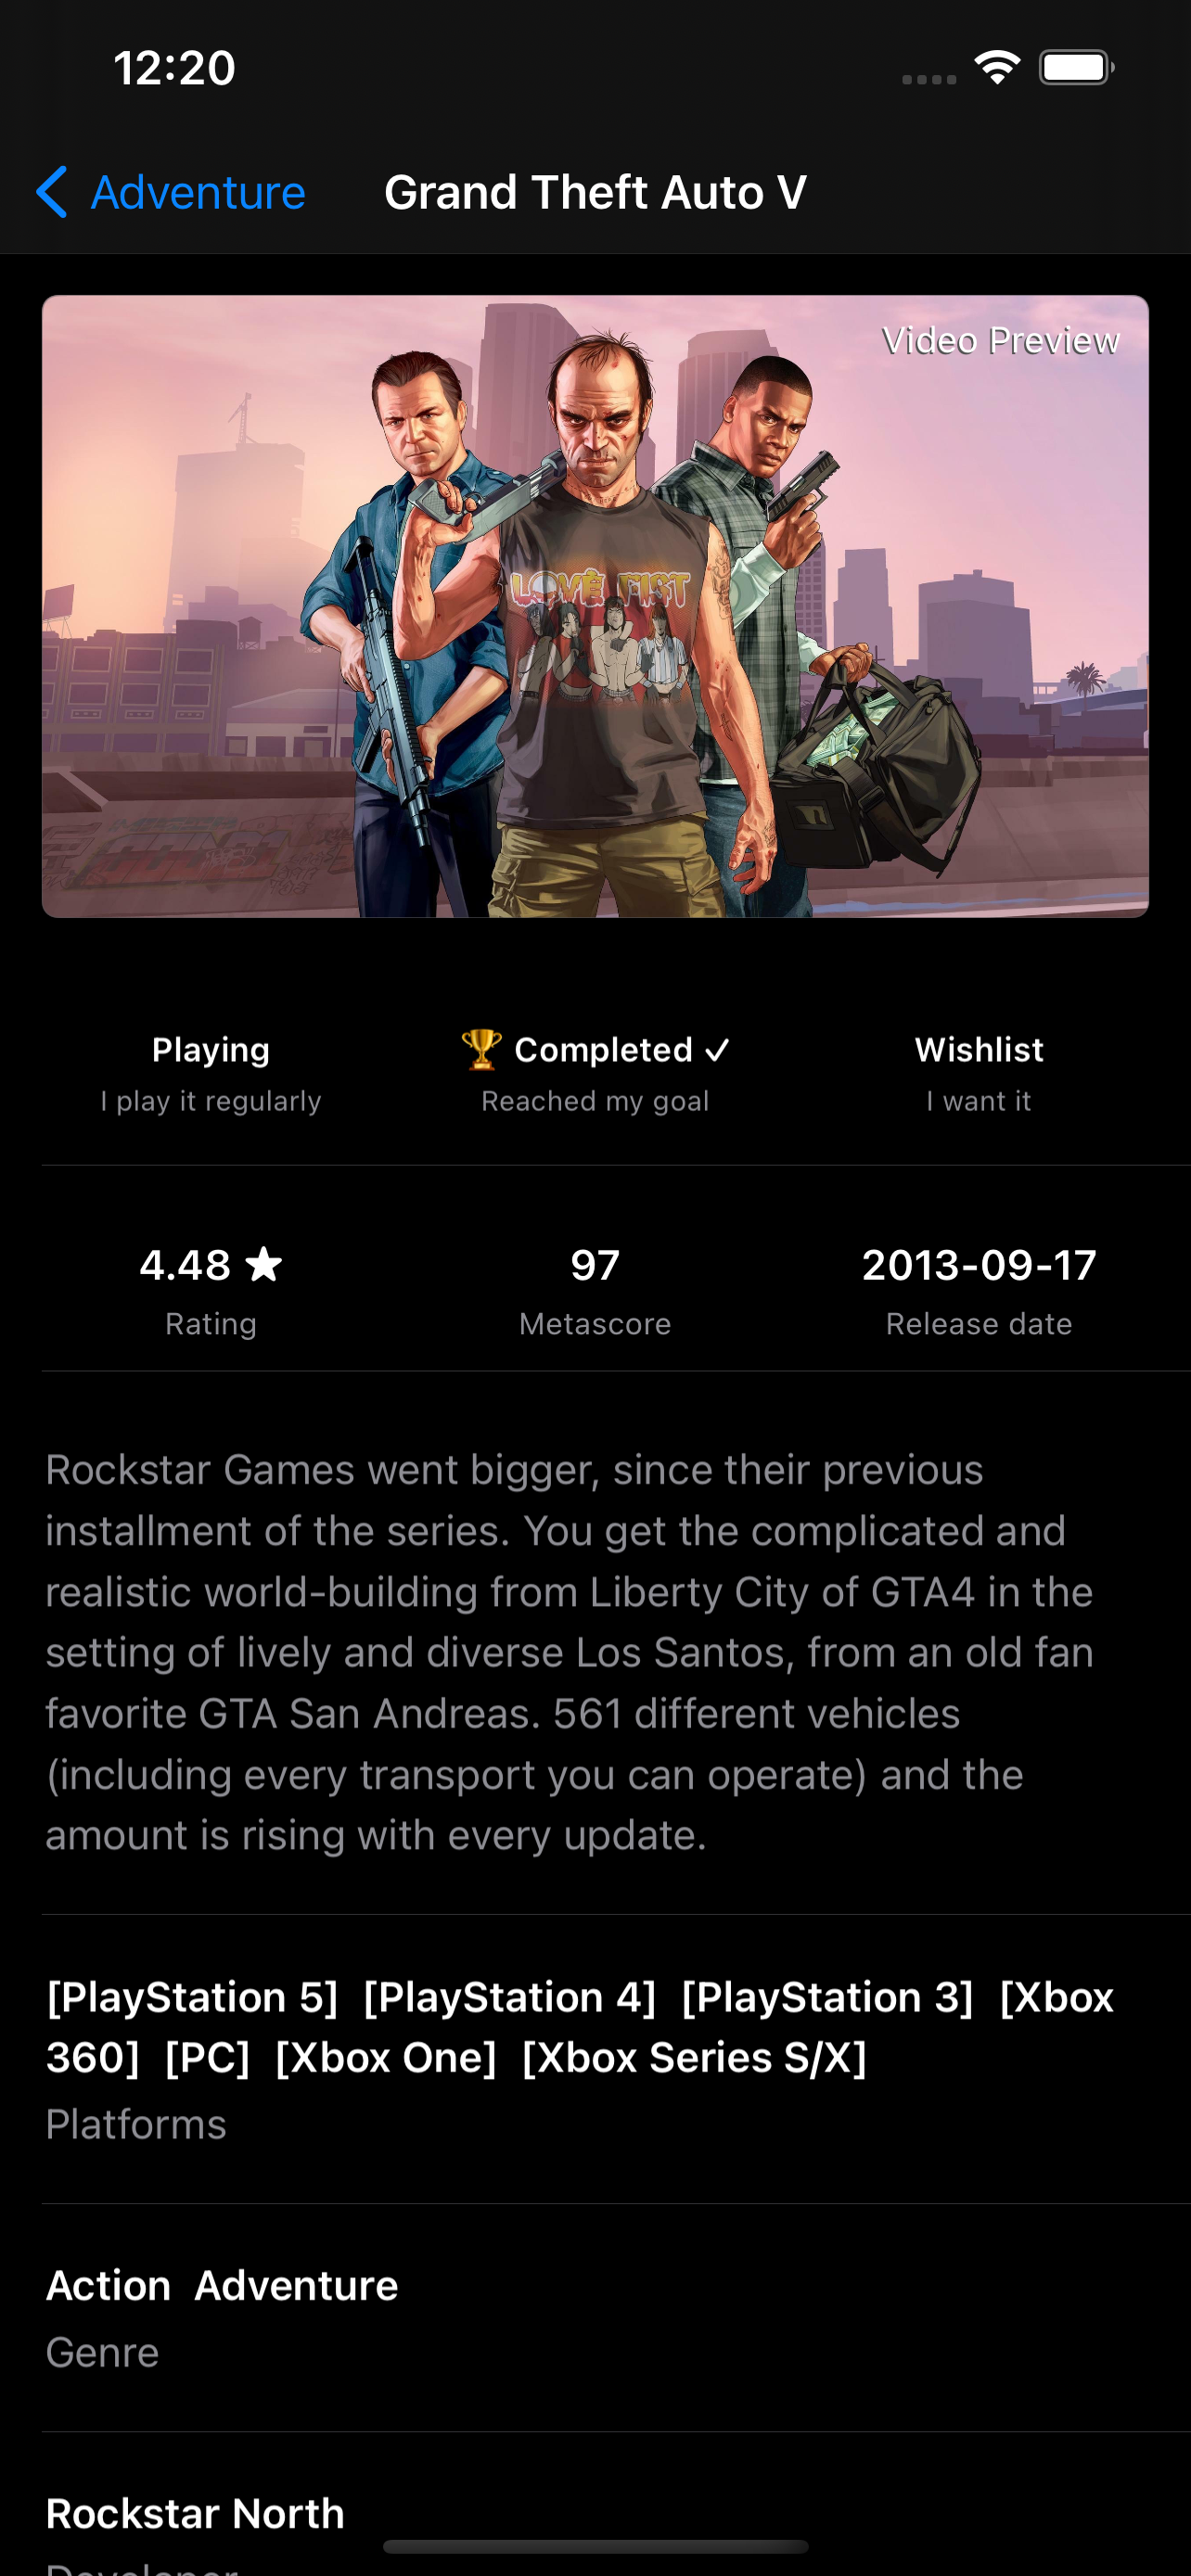 12:20
Adventure
Grand Theft Auto V
Video Preview
LOVE FIST
Playing
🏆 Completed ✓
Wishlist
I play it regularly
Reached my goal
I want it
4.48 ★
97
2013-09-17
Rating
Metascore
Release date
Rockstar Games went bigger, since their previous
installment of the series. You get the complicated and
realistic world-building from Liberty City of GTA4 in the
setting of lively and diverse Los Santos, from an old fan
favorite GTA San Andreas. 561 different vehicles
(including every transport you can operate) and the
amount is rising with every update.
[PlayStation 5] [PlayStation 4] [PlayStation 3] [Xbox
360] [PC] [Xbox One] [Xbox Series S/X]
Platforms
Action Adventure
Genre
Rockstar North
Developer